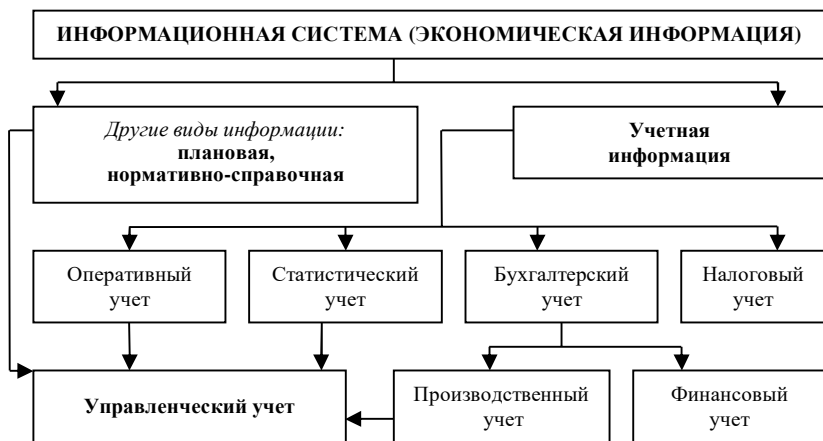 ИНФОРМАЦИОННАЯ СИСТЕМА (ЭКОНОМИЧЕСКАЯ ИНФОРМАЦИЯ)
Другие виды информации:
плановая,
нормативно-справочная
Учетная
информация
Оперативный
учет
Статистический
учет
Бухгалтерский
учет
Налоговый
учет
Управленческий учет
Производственный
учет
Финансовый
учет